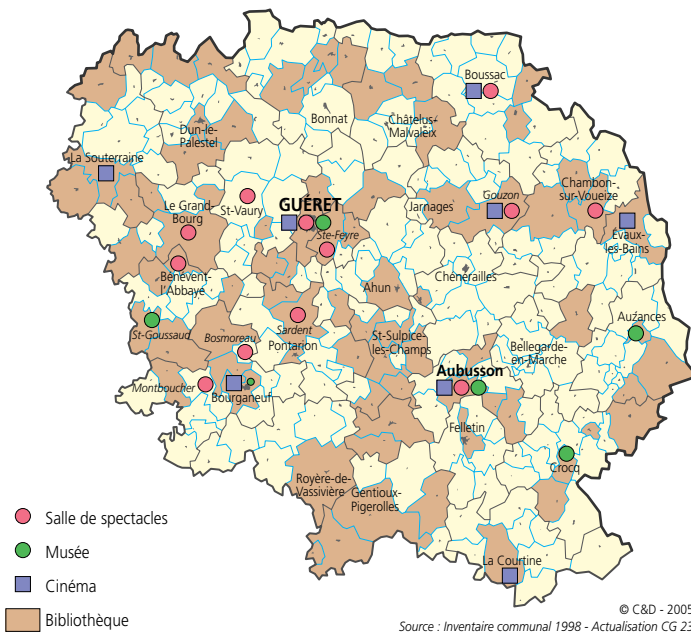 Boussac
Bonnat
Châtelus-
Malvaleix
Dun-le-
Palestel
La Souterraine
Chambon-
sur-Voueize
Gouzon
Le Grand-
Bourg
St-Vaury
GUÉRET
Jarnages
Ste-Feyre
Évaux-
les-Bains
Bénévent-
l'Abbaye
Chénérailles
Ahun
Auzances
St-Goussaud
Sardent
Bosmoreau
Pontarion
St-Sulpice-
les-Champs
Bellegarde-
en-Marche
Aubusson
Montboucher
Bourganeuf
Felletin
Crocq
Royère-de-
Vassivière
Gentioux-
Pigerolles
La Courtine
Salle de spectacles
Musée
Cinéma
Bibliothèque
© C&D - 2005
Source : Inventaire communal 1998 - Actualisation CG 23